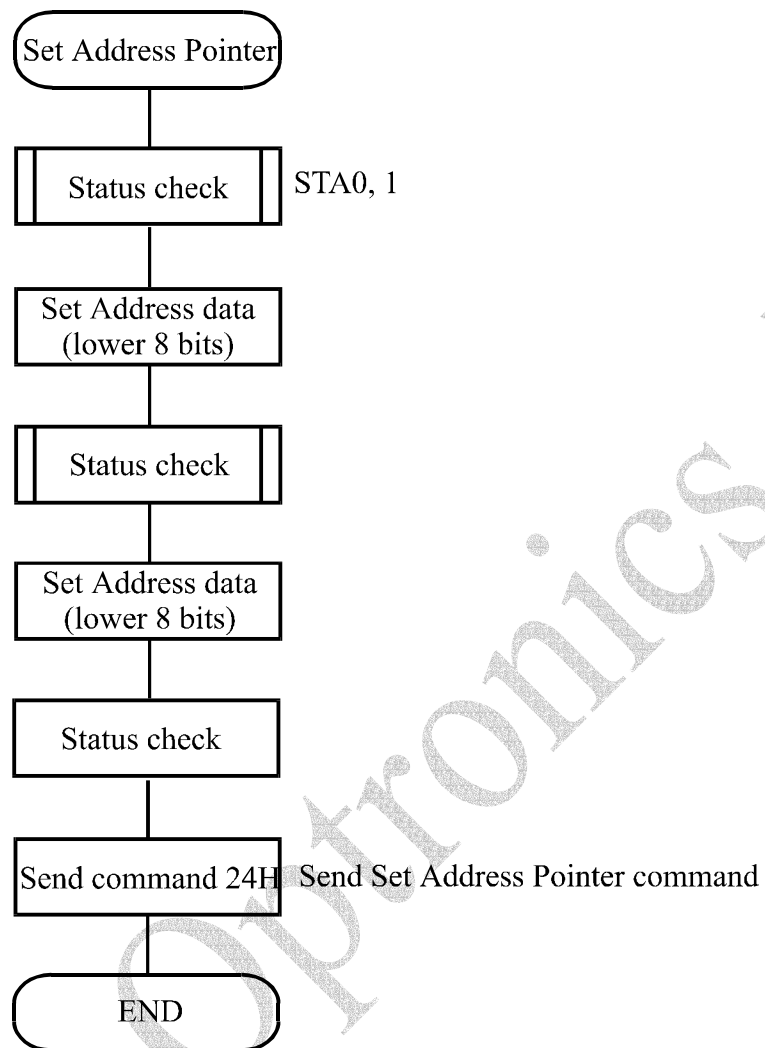 Set Address Pointer
Status check
STA0, 1
Set Address data
(lower 8 bits)
Status check
Set Address data
(lower 8 bits)
Status check
Send command 24H
Send Set Address Pointer command
END
Optronics